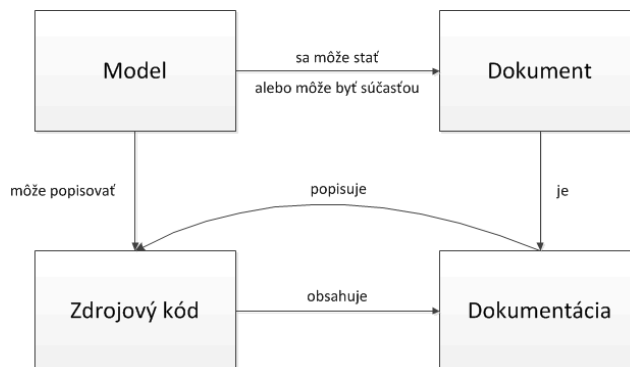 Model
sa môže stať
alebo môže byť súčasťou
Dokument
môže popisovať
popisuje
je
Zdrojový kód
obsahuje
Dokumentácia